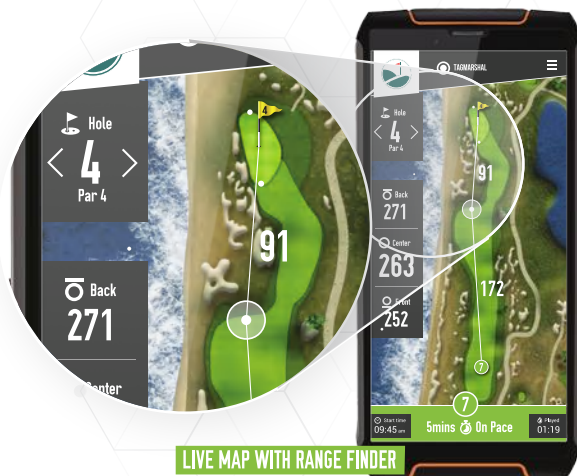 Hole
4
Par 4
Back
271
Center
4
91
TAGMARSHAL
Hole
4
Par 4
Back
271
Center
263
Front
252
91
172
7
7
5mins On Pace
Start time
09:45 am
Played
01:19
LIVE MAP WITH RANGE FINDER